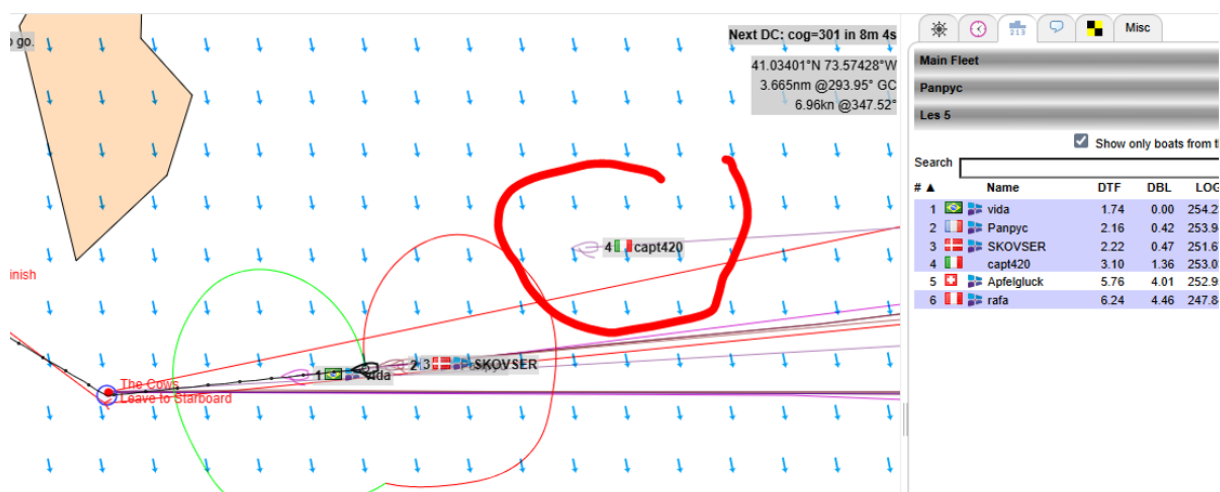 go.
Next DC: cog=301 in 8m 4s
41.03401°N 73.57428°W
3.665nm @293.95° GC
6.96kn @347.52°
4 capt420
inish
1 vida
2 3 SKOVSER
The Cows
Leave to Starboard
213
Misc
Main Fleet
Panpyc
Les 5
Show only boats from t
Search
# ▲ Name DTF DBL LOG
1 vida 1.74 0.00 254.2
2 Panpyc 2.16 0.42 253.9
3 SKOVSER 2.22 0.47 251.6
4 capt420 3.10 1.36 253.0
5 Apfelgluck 5.76 4.01 252.9
6 rafa 6.24 4.46 247.8